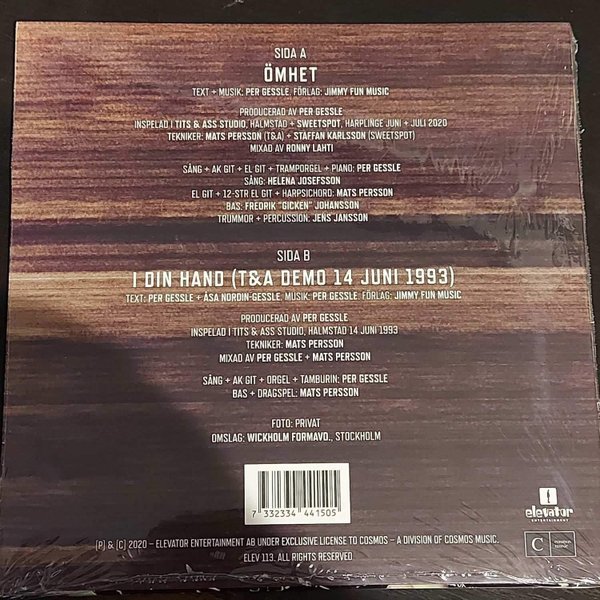 SIDA A
ÖMHET
TEXT + MUSIK: PER GESSLE. FÖRLAG: JIMMY FUN MUSIC
PRODUCERAD AV PER GESSLE
INSPELAD I TITS & ASS STUDIO, HALMSTAD + SWEETSPOT, HARPLINGE JUNI + JULI 2020
TEKNIKER: MATS PERSSON (T&A) + STAFFAN KARLSSON (SWEETSPOT)
MIXAD AV RONNY LAHTI
SÅNG + AK GIT + EL GIT + TRAMPORGEL + PIANO: PER GESSLE
SÅNG: HELENA JOSEFSSON
EL GIT + 12-STR EL GIT + HARPSICHORD: MATS PERSSON
BAS: FREDRIK "GICKEN" JOHANSSON
TRUMMOR + PERCUSSION: JENS JANSSON
SIDA B
I DIN HAND (T&A DEMO 14 JUNI 1993)
TEXT: PER GESSLE + ÅSA NORDIN-GESSLE, MUSIK: PER GESSLE. FÖRLAG: JIMMY FUN MUSIC
PRODUCERAD AV PER GESSLE
INSPELAD I TITS & ASS STUDIO, HALMSTAD 14 JUNI 1993
TEKNIKER: MATS PERSSON
MIXAD AV PER GESSLE + MATS PERSSON
SÅNG + AK GIT + ORGEL + TAMBURIN: PER GESSLE
BAS + DRAGSPEL: MATS PERSSON
FOTO: PRIVAT
OMSLAG: WICKHOLM FORMAVD., STOCKHOLM
7 332334 441505
elevator
ENTERTAINMENT
(P) & (C) 2020 – ELEVATOR ENTERTAINMENT AB UNDER EXCLUSIVE LICENSE TO COSMOS – A DIVISION OF COSMOS MUSIC.
ELEV 113. ALL RIGHTS RESERVED
C